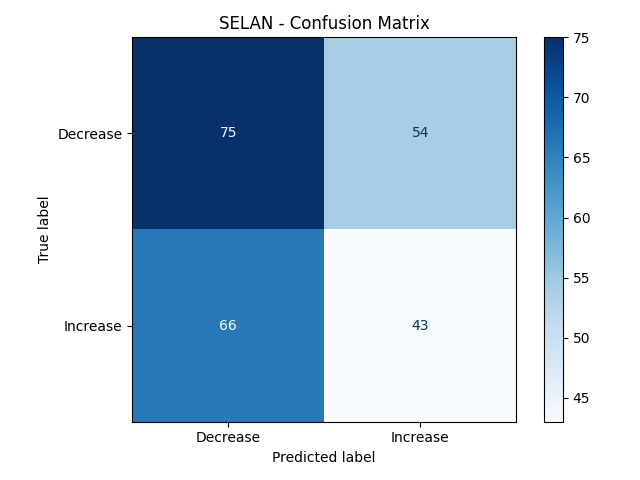 SELAN - Confusion Matrix
True label
Decrease
Increase
75
54
66
43
Decrease
Increase
Predicted label
75
70
65
60
55
50
45